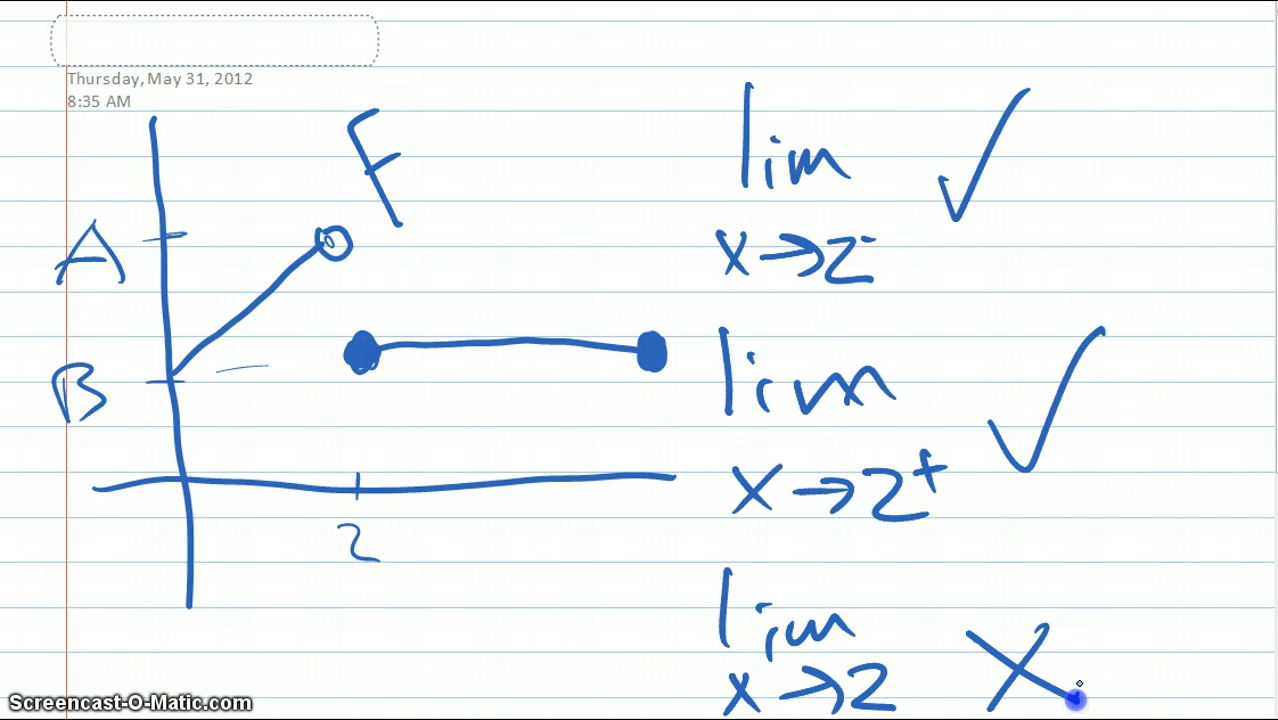 Thursday, May 31, 2012
8:35 AM
F
A
B
2
lim
x→2⁻
lim
x→2⁺
lim
x→2
Screencast-O-Matic.com